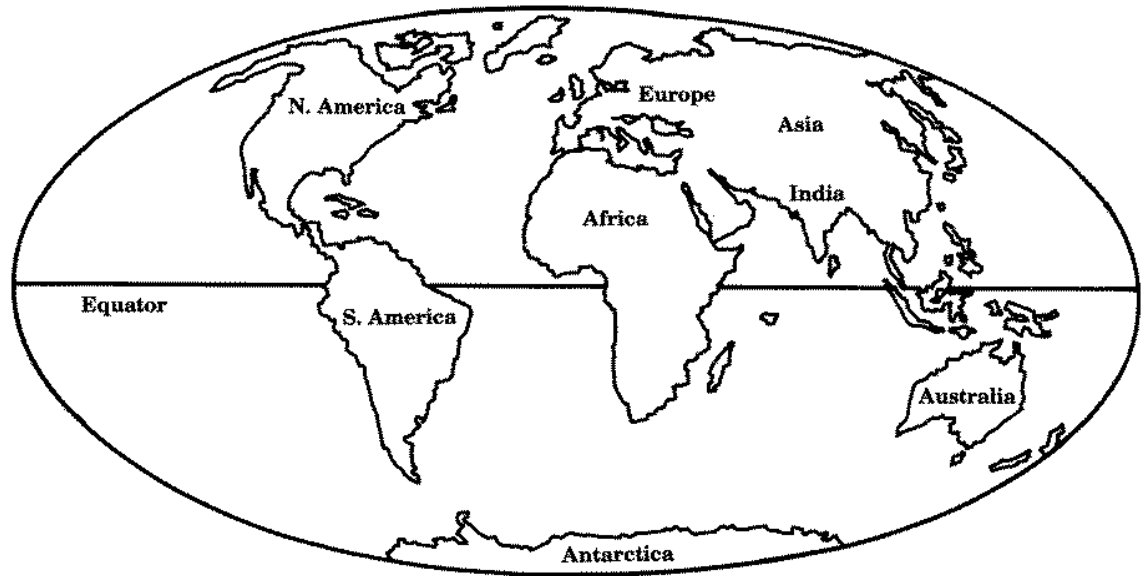 Europe
N. America
Asia
India
Africa
Equator
S. America
Australia
Antarctica